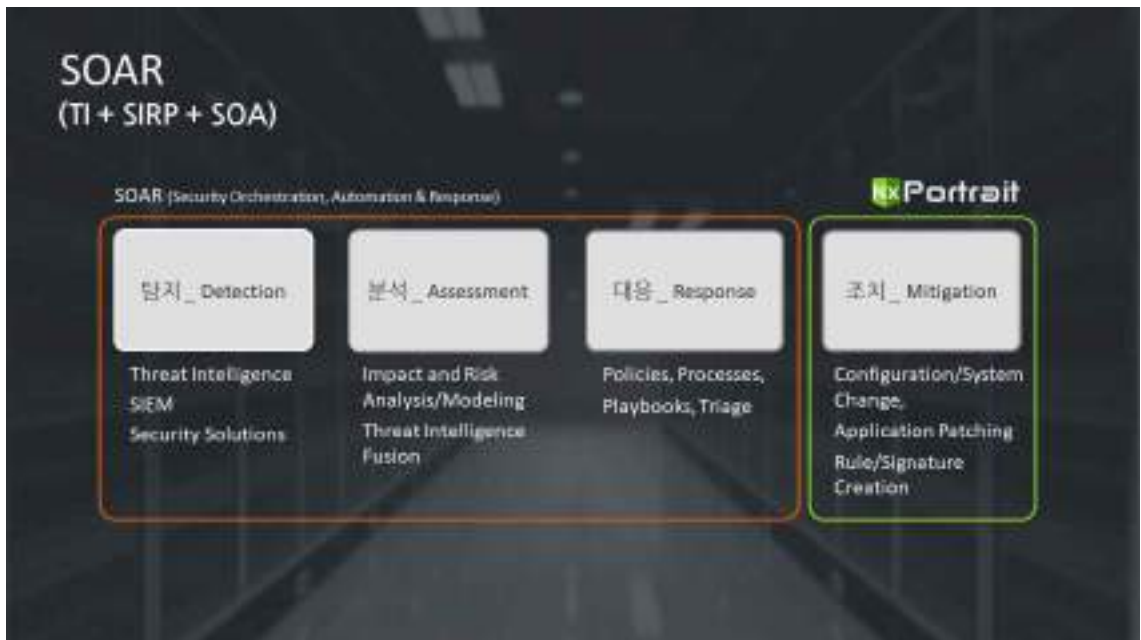 SOAR
(TI + SIRP + SOA)
SOAR (Security Orchestration, Automation & Response)
Nx Portrait
탐지 _ Detection
분석 _ Assessment
대응 _ Response
조치 _ Mitigation
Threat Intelligence
SIEM
Security Solutions
Impact and Risk
Analysis/Modeling
Threat Intelligence
Fusion
Policies, Processes,
Playbooks, Triage
Configuration/System
Change,
Application Patching
Rule/Signature
Creation